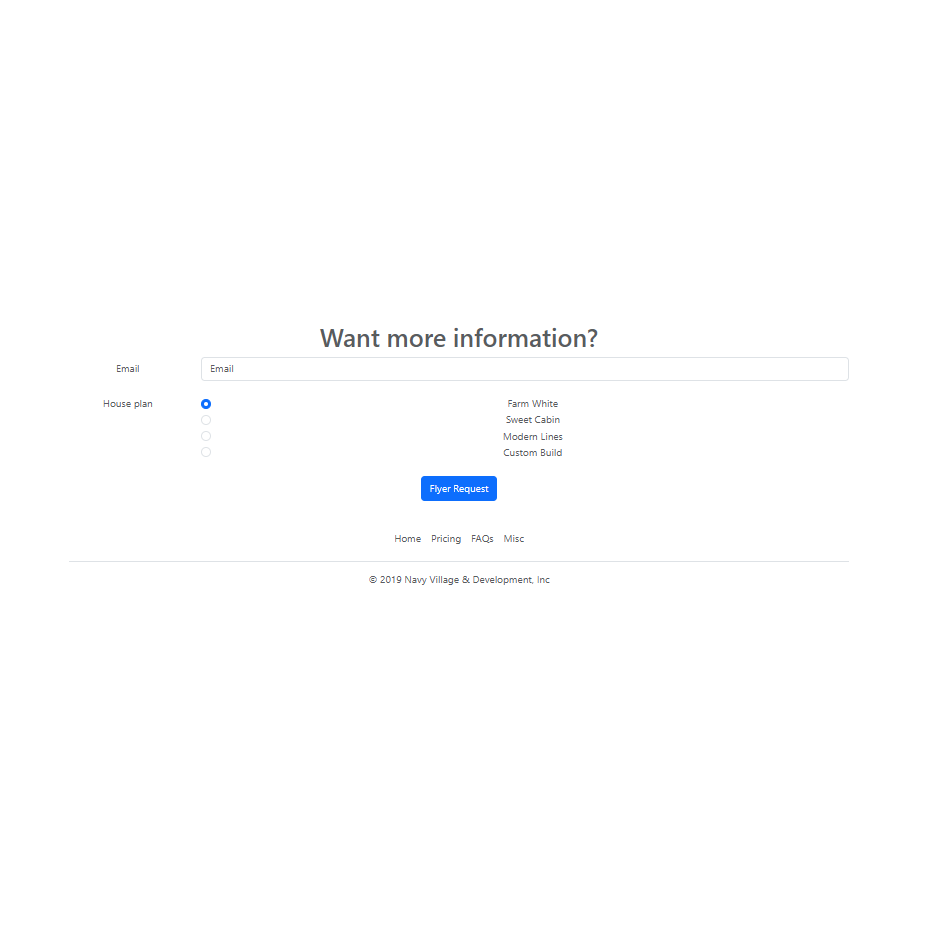 Want more information?
Email Email
House plan Farm White
Sweet Cabin
Modern Lines
Custom Build
Flyer Request
Home Pricing FAQs Misc
© 2019 Navy Village & Development, Inc